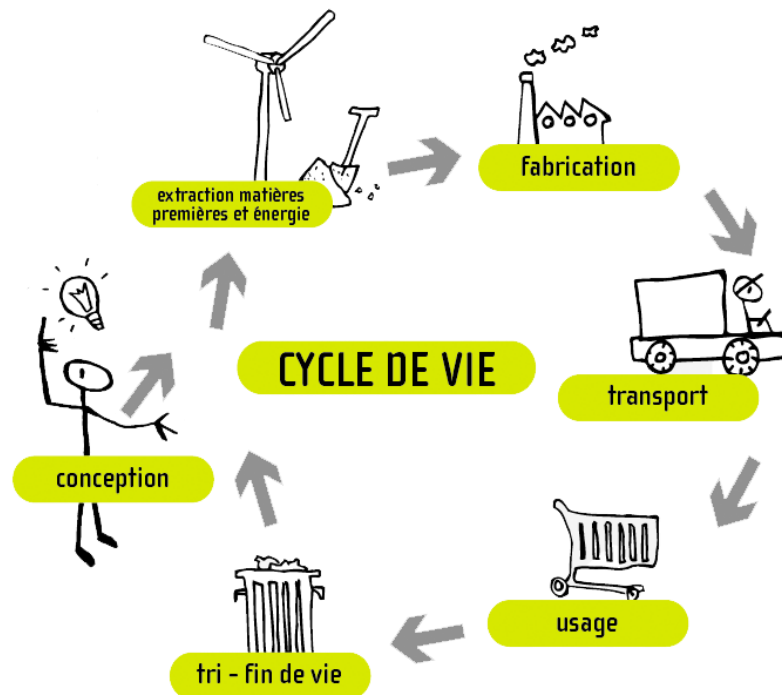 extraction matières
premières et énergie
fabrication
CYCLE DE VIE
transport
conception
usage
tri - fin de vie